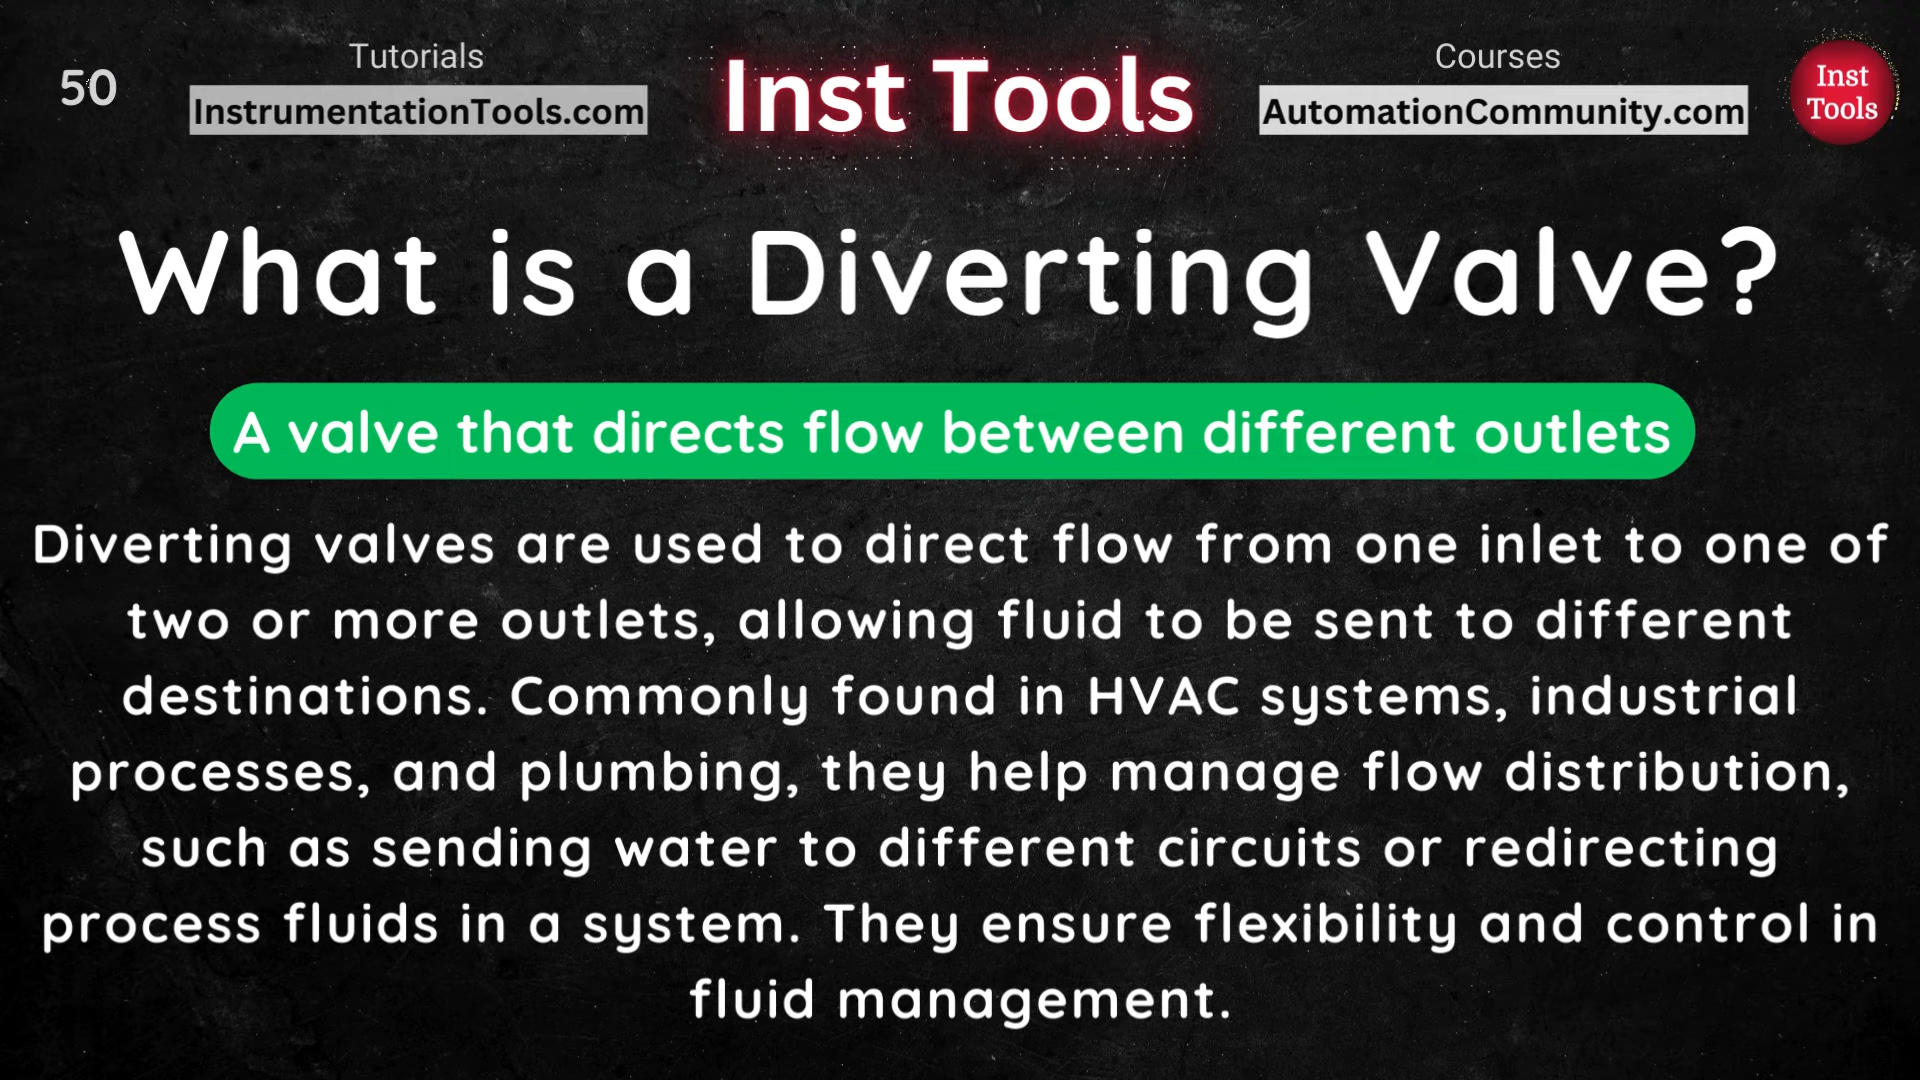 50
Tutorials
InstrumentationTools.com
Inst Tools
Courses
AutomationCommunity.com
Inst
Tools
What is a Diverting Valve?
A valve that directs flow between different outlets
Diverting valves are used to direct flow from one inlet to one of
two or more outlets, allowing fluid to be sent to different
destinations. Commonly found in HVAC systems, industrial
processes, and plumbing, they help manage flow distribution,
such as sending water to different circuits or redirecting
process fluids in a system. They ensure flexibility and control in
fluid management.